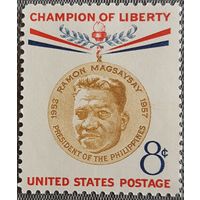 CHAMPION OF LIBERTY
RAMON MAGSAYSAY
1953
1957
PRESIDENT OF THE PHILIPPINES
8¢
UNITED STATES POSTAGE